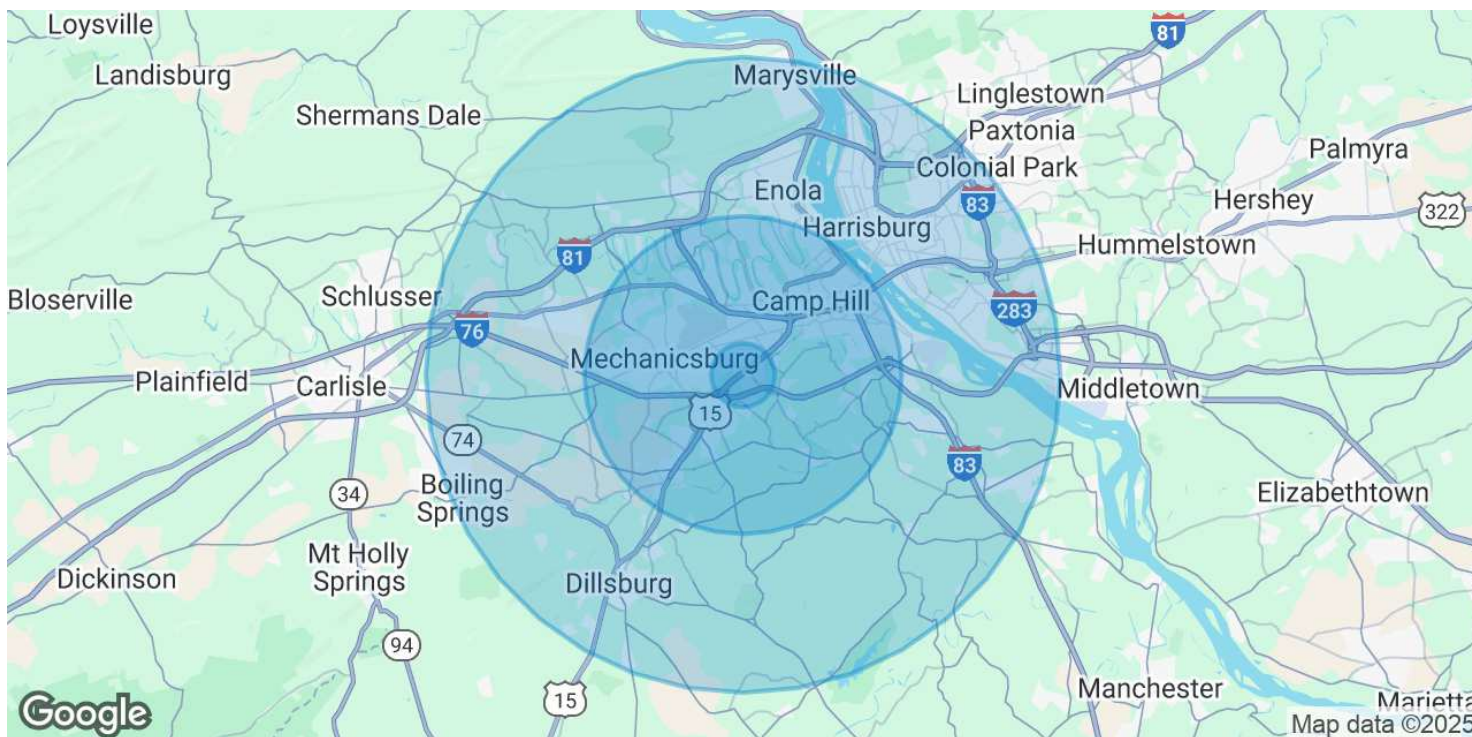 Loysville
81
Landisburg
Marysville
Linglestown
Shermans Dale
Paxtonia
Palmyra
Colonial Park
Enola
83
Hershey
322
Harrisburg
Hummelstown
81
Bloserville
Schlusser
Camp Hill
283
76
Mechanicsburg
Plainfield
Carlisle
Middletown
15
74
83
34
Boiling
Springs
Elizabethtown
Mt Holly
Springs
Dickinson
Dillsburg
94
15
Manchester
Marietta
Google
Map data ©2025